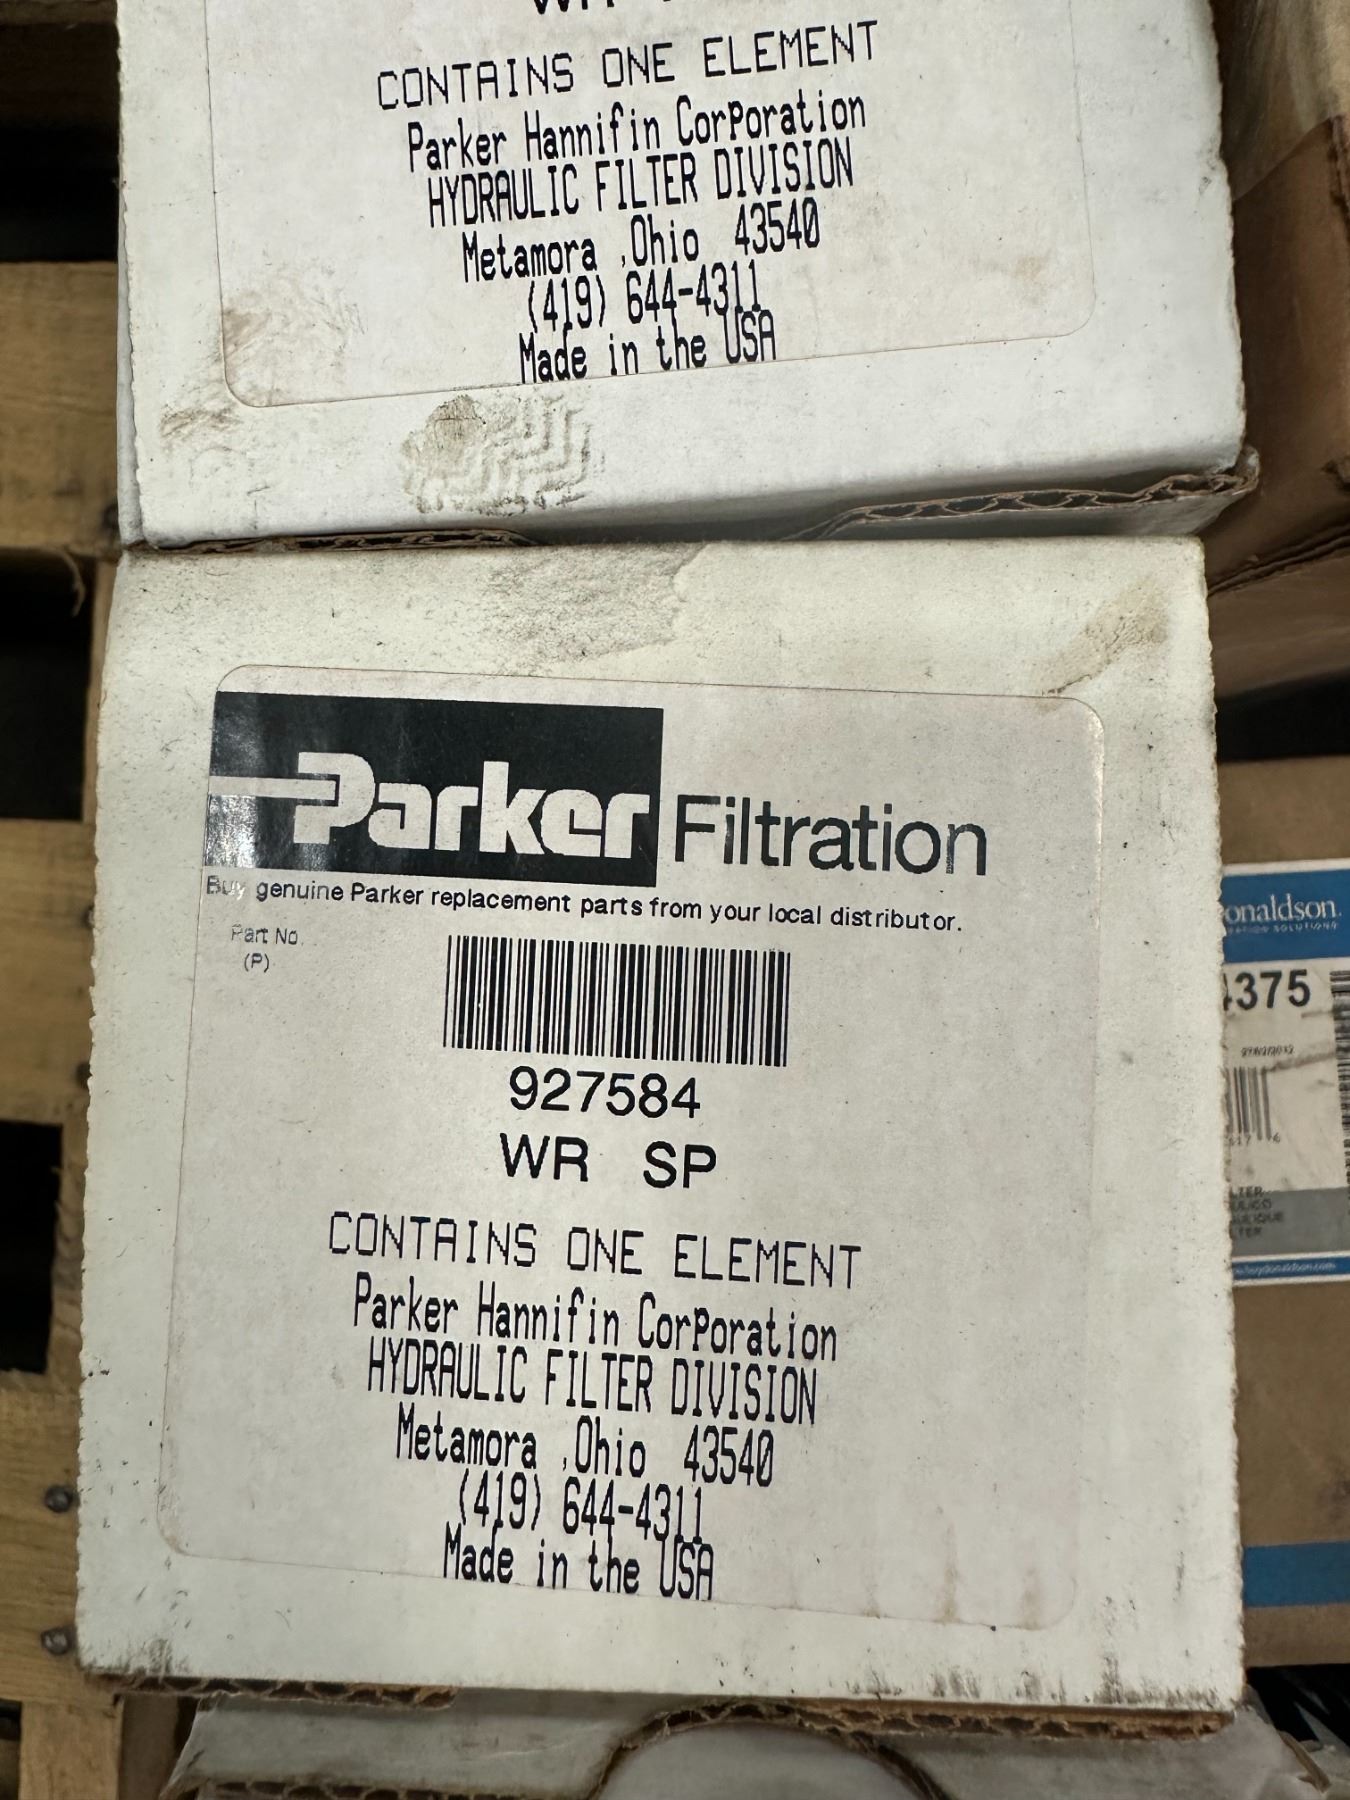 CONTAINS ONE ELEMENT
Parker Hannifin CorPoration
HYDRAULIC FILTER DIVISION
Metamora ,Ohio 43540
(419) 644-4311
Made in the USA
Parker Filtration
Buy genuine Parker replacement parts from your local distributor.
Part No.
(P)
927584
WR SP
CONTAINS ONE ELEMENT
Parker Hannifin CorPoration
HYDRAULIC FILTER DIVISION
Metamora ,Ohio 43540
(419) 644-4311
Made in the USA
onaldson.
375